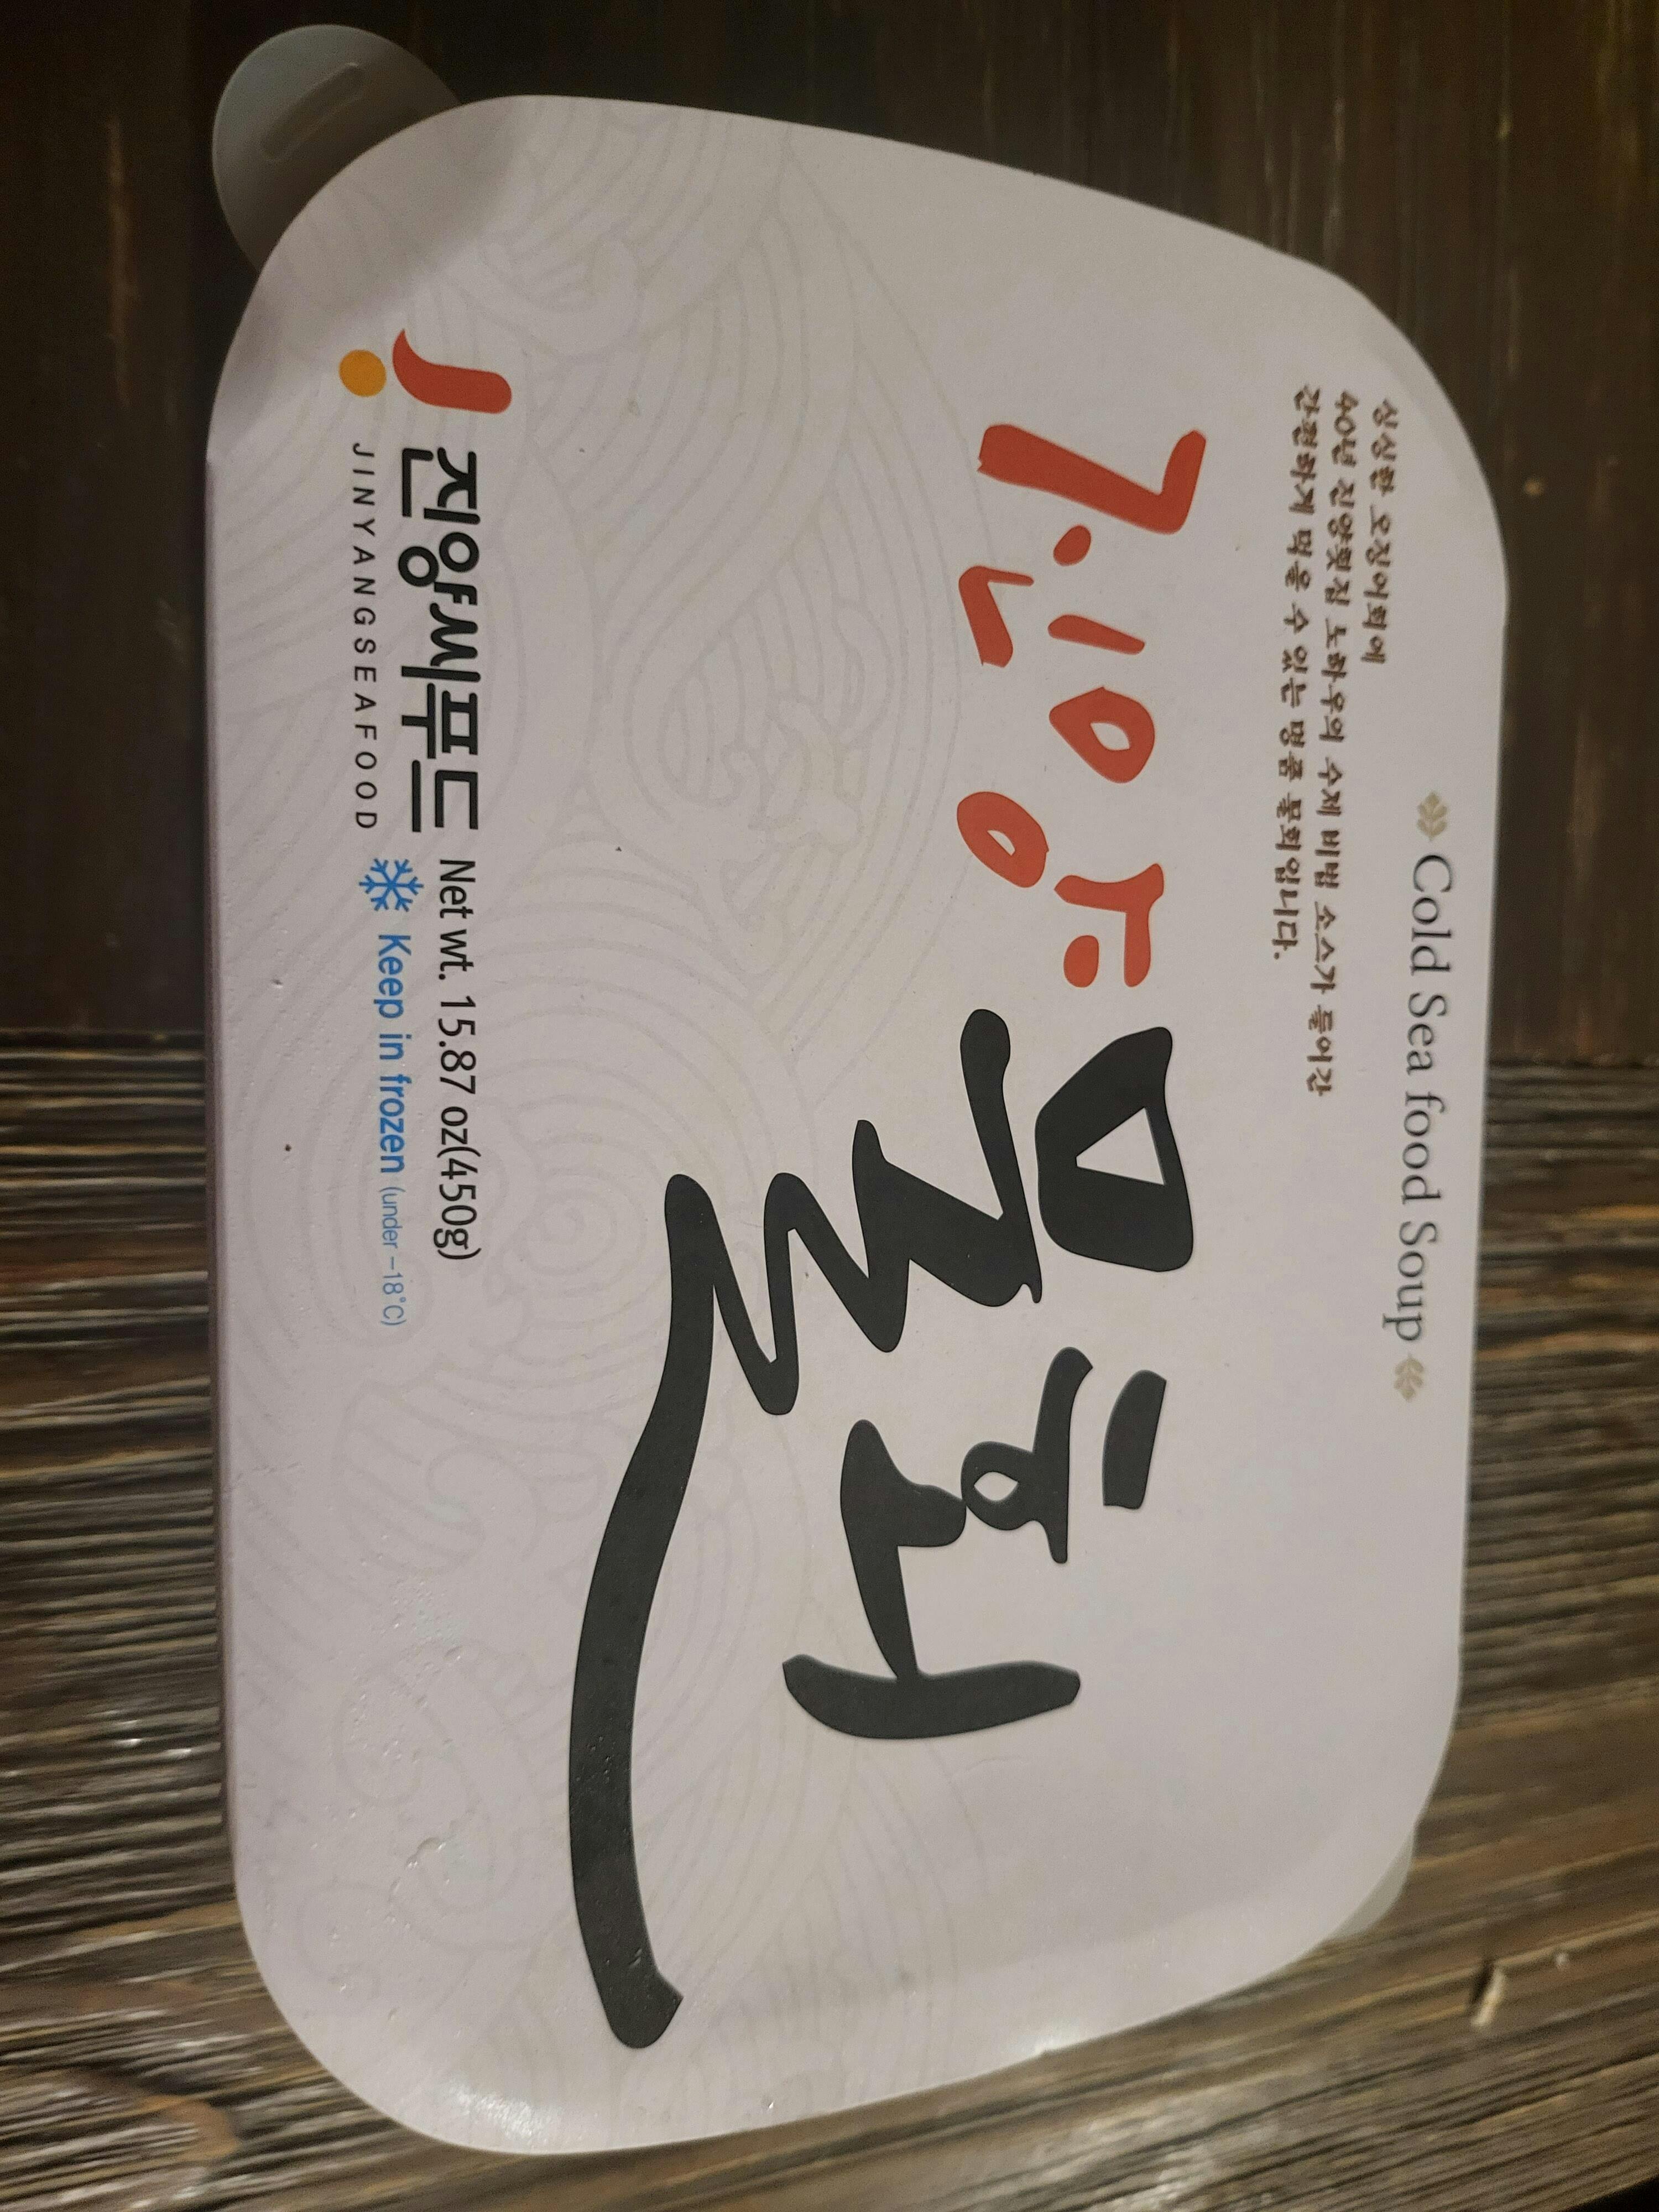 Cold Sea food Soup
싱싱한 오징어회에
40년 진양횟집 노하우의 수제 비법 소스가 들어간
간편하게 먹을 수 있는 명품 물회입니다.
진양
물회
진양씨푸드
JINYANGSEAFOOD
Net wt. 15.87 oz(450g)
Keep in frozen (under -18°C)